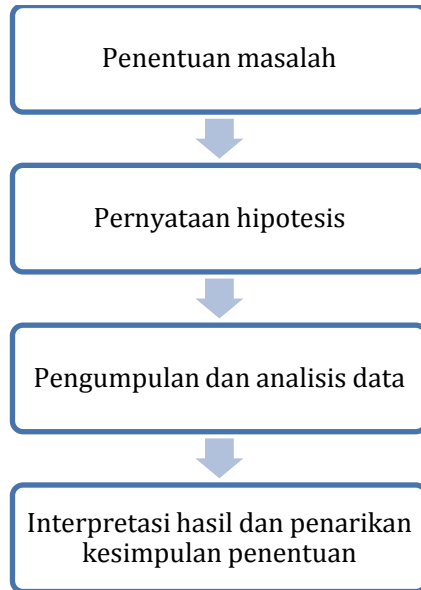 Penentuan masalah
Pernyataan hipotesis
Pengumpulan dan analisis data
Interpretasi hasil dan penarikan
kesimpulan penentuan